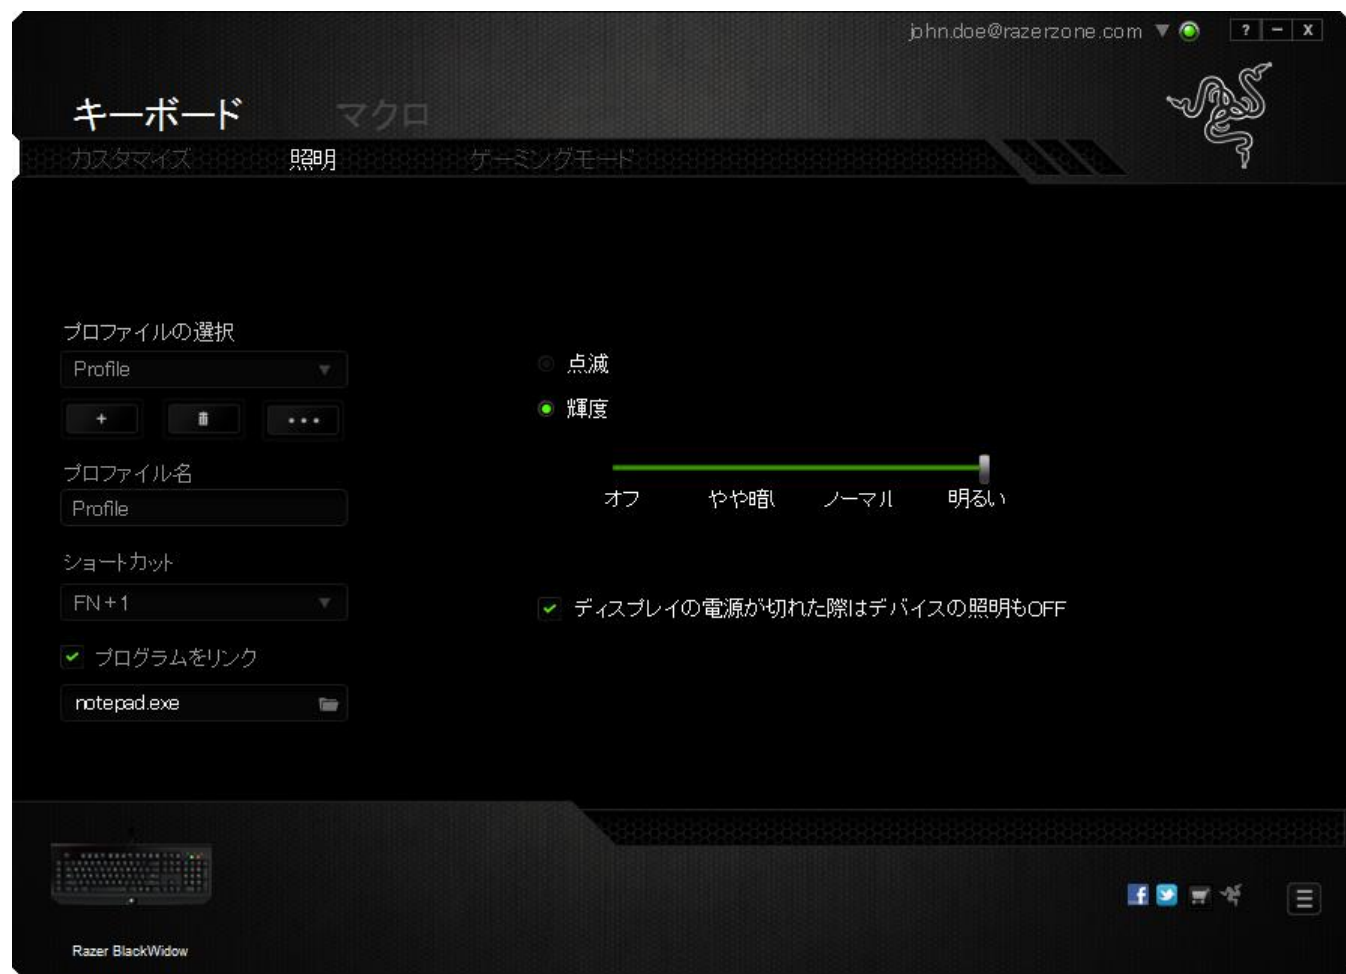 john.doe@razerzone.com
? - X
キーボード マクロ
カスタマイズ 照明 ゲーミングモード
プロファイルの選択
Profile
点滅
輝度
プロファイル名
Profile
オフ やや暗い ノーマル 明るい
ショートカット
FN + 1
ディスプレイの電源が切れた際はデバイスの照明もOFF
プログラムをリンク
notepad.exe
Razer BlackWidow